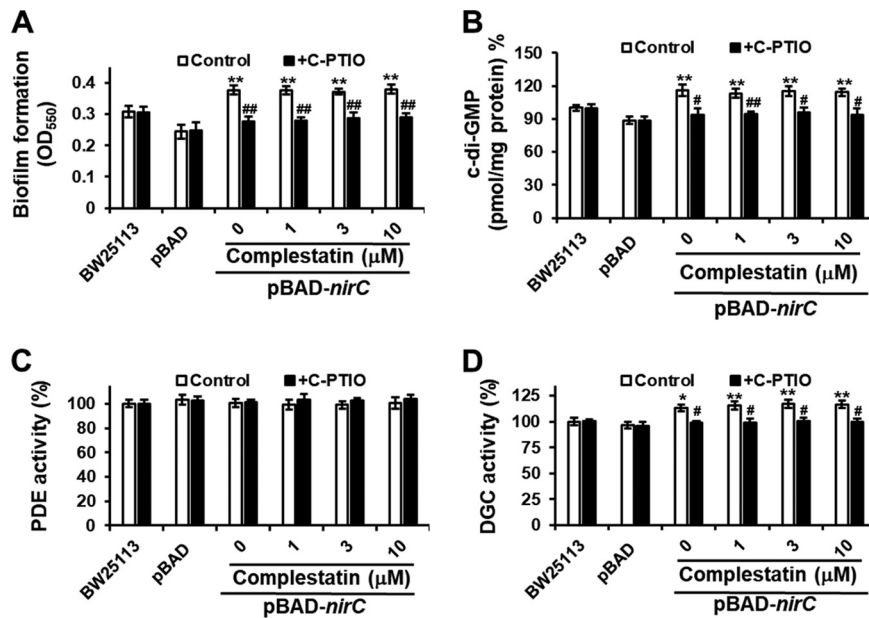 A
Control +C-PTIO
Biofilm formation
(OD550)
0.4
0.3
0.2
0.1
0
** ** ** **
## ## ## ##
BW25113 pBAD 0 1 3 10
Complestatin (μM)
pBAD-nirC
B
Control +C-PTIO
c-di-GMP
(pmol/mg protein) %
150
120
90
60
30
0
** ** ** **
# ## # #
BW25113 pBAD 0 1 3 10
Complestatin (μM)
pBAD-nirC
C
Control +C-PTIO
PDE activity (%)
120
100
80
60
40
20
0
BW25113 pBAD 0 1 3 10
Complestatin (μM)
pBAD-nirC
D
Control +C-PTIO
DGC activity (%)
125
100
75
50
25
0
* ** ** **
# # # #
BW25113 pBAD 0 1 3 10
Complestatin (μM)
pBAD-nirC